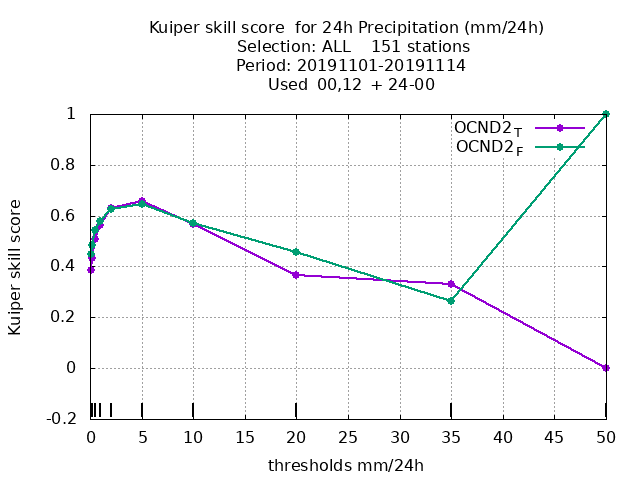 Kuiper skill score  for 24h Precipitation (mm/24h)
Selection: ALL    151 stations
Period: 20191101-20191114
Used  00,12  + 24-00
OCND2T
OCND2F
1
0.8
0.6
0.4
0.2
0
-0.2
Kuiper skill score
0 5 10 15 20 25 30 35 40 45 50
thresholds mm/24h